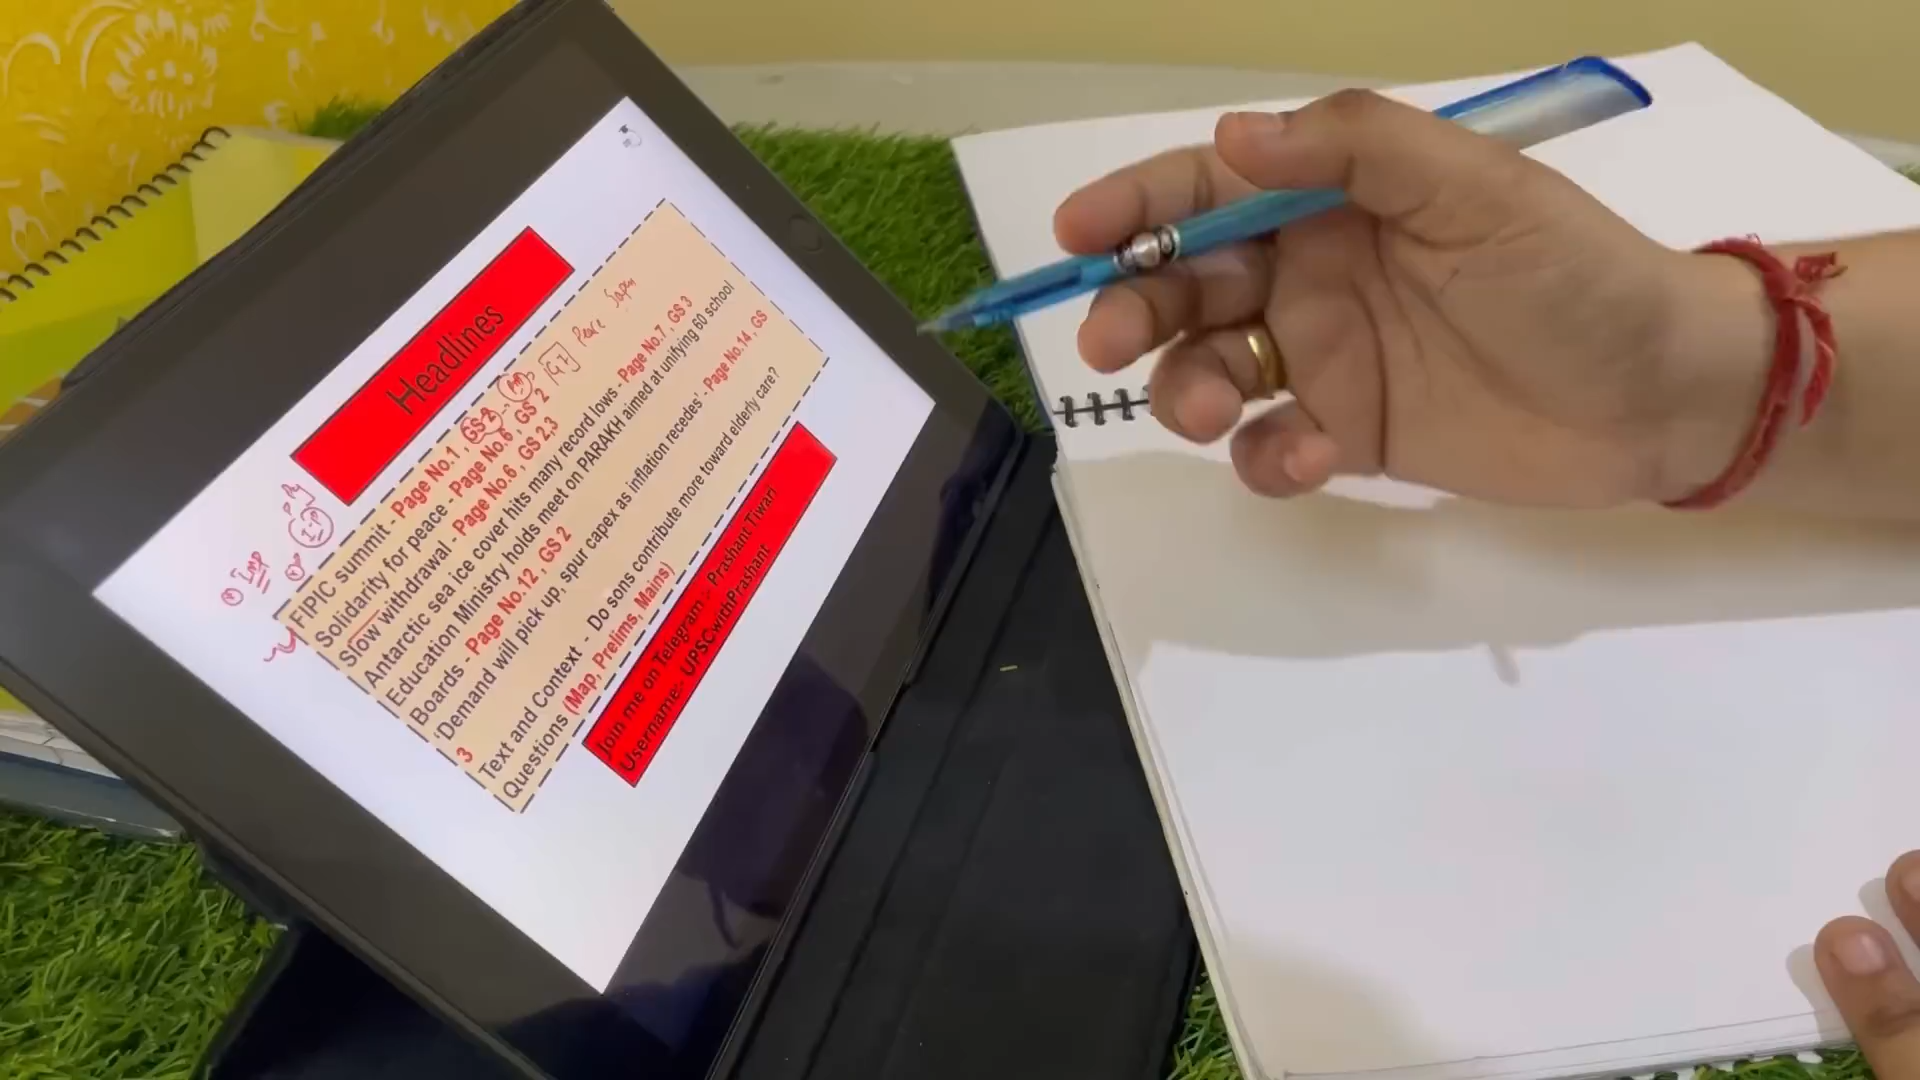 Headlines
Imp
I-P
FIPIC summit - Page No.1 , GS 2
G7 Peace Japan
Solidarity for peace - Page No.6 , GS 2
Slow withdrawal - Page No.6 , GS 2,3
Antarctic sea ice cover hits many record lows - Page No.7 , GS 3
Education Ministry holds meet on PARAKH aimed at unifying 60 school
Boards - Page No.12 , GS 2
‘Demand will pick up, spur capex as inflation recedes’ - Page No.14 , GS
3
Text and Context - Do sons contribute more toward elderly care?
Questions (Map, Prelims, Mains)
Join me on Telegram :- Prashant Tiwari
Username:- UPSCwithPrashant